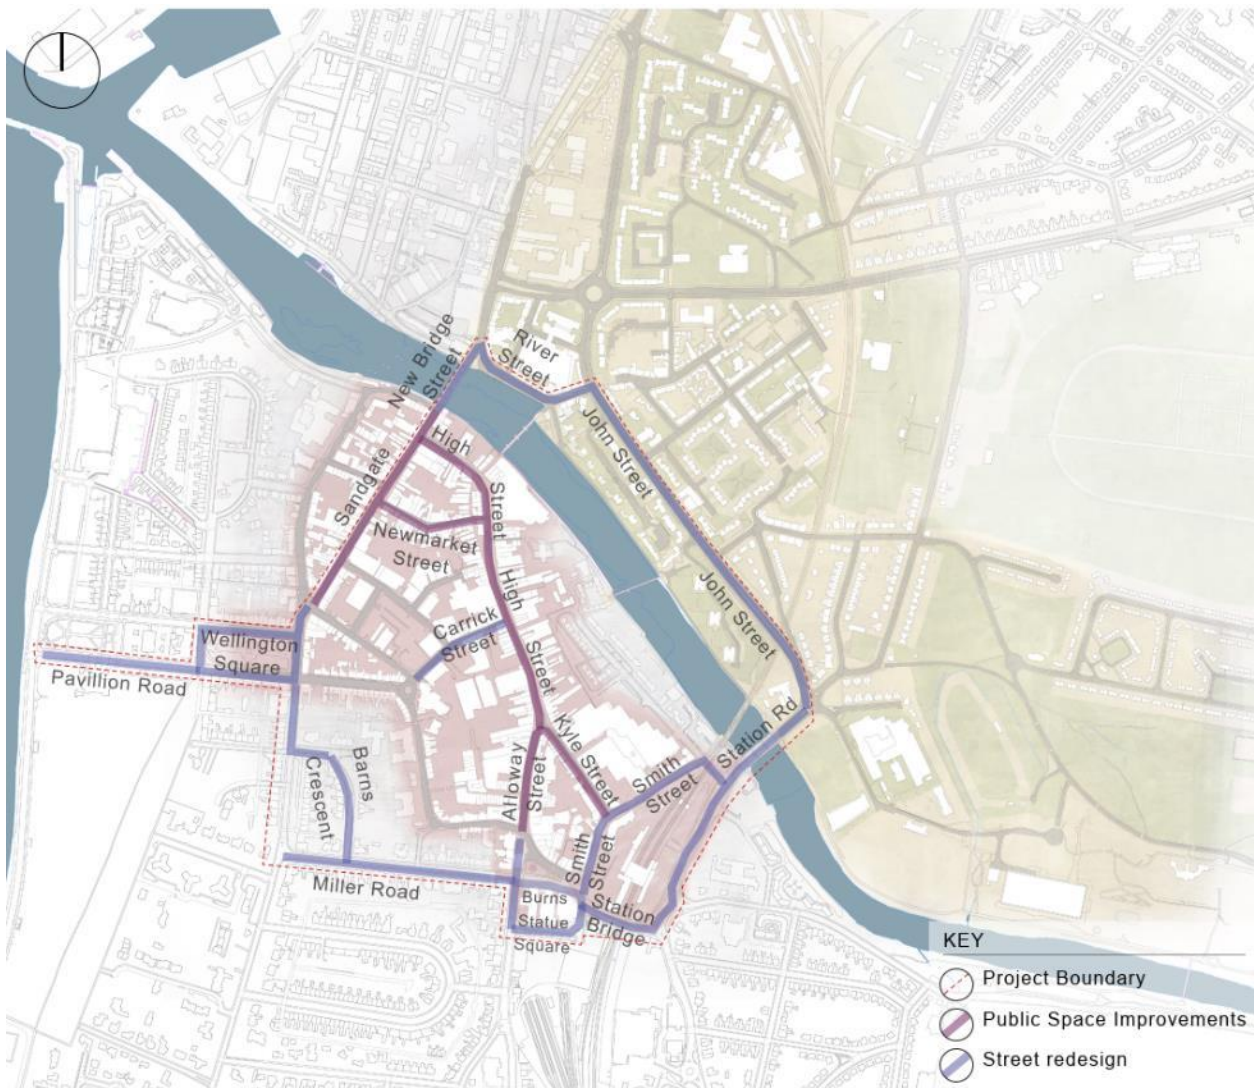 New Bridge
Street
River
Street
High
Street
Sandgate
Newmarket
Street
John Street
High
Street
Carrick
Street
John Street
Wellington
Square
Pavillion Road
Kyle Street
Alloway
Street
Smith
Street
Station Rd
Barns
Crescent
Smith
Street
Miller Road
Burns
Statue
Square
Station
Bridge
KEY
Project Boundary
Public Space Improvements
Street redesign